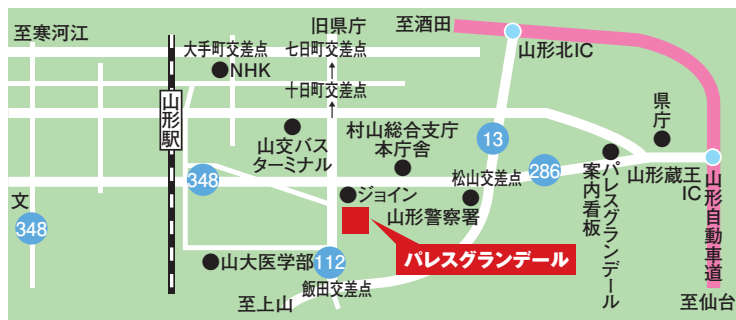 至寒河江
旧県庁
至酒田
大手町交差点
七日町交差点
山形北IC
NHK
十日町交差点
山形駅
山交バス
ターミナル
村山総合支庁
本庁舎
13
県庁
348
松山交差点
286
パレスグランデール
案内看板
山形蔵王
IC
山形自動車道
文
348
ジョイン
山形警察署
パレスグランデール
山大医学部
112
飯田交差点
至上山
至仙台